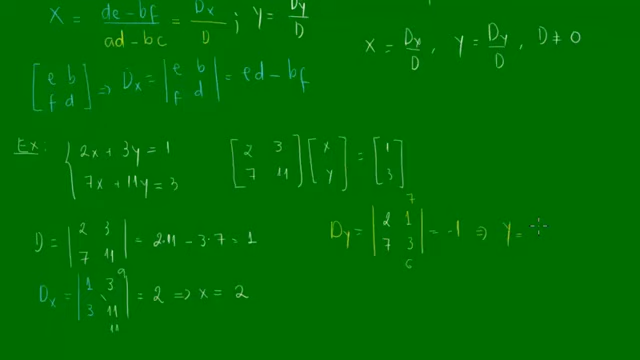 x = de - bf / ad - bc = Dx / D ; y = Dy / D
x = Dx / D , y = Dy / D , D ≠ 0
[e b; f d] ⟹ Dx = |e b; f d| = ed - bf
Ex: { 2x + 3y = 1
7x + 11y = 3
[2 3; 7 11] [x; y] = [1; 3]
D = |2 3; 7 11| = 2·11 - 3·7 = 1
Dy = |2 1; 7 3| = -1 ⟹ y =
7
6
Dx = |1 3; 3 11| = 2 ⟹ x = 2
9
11